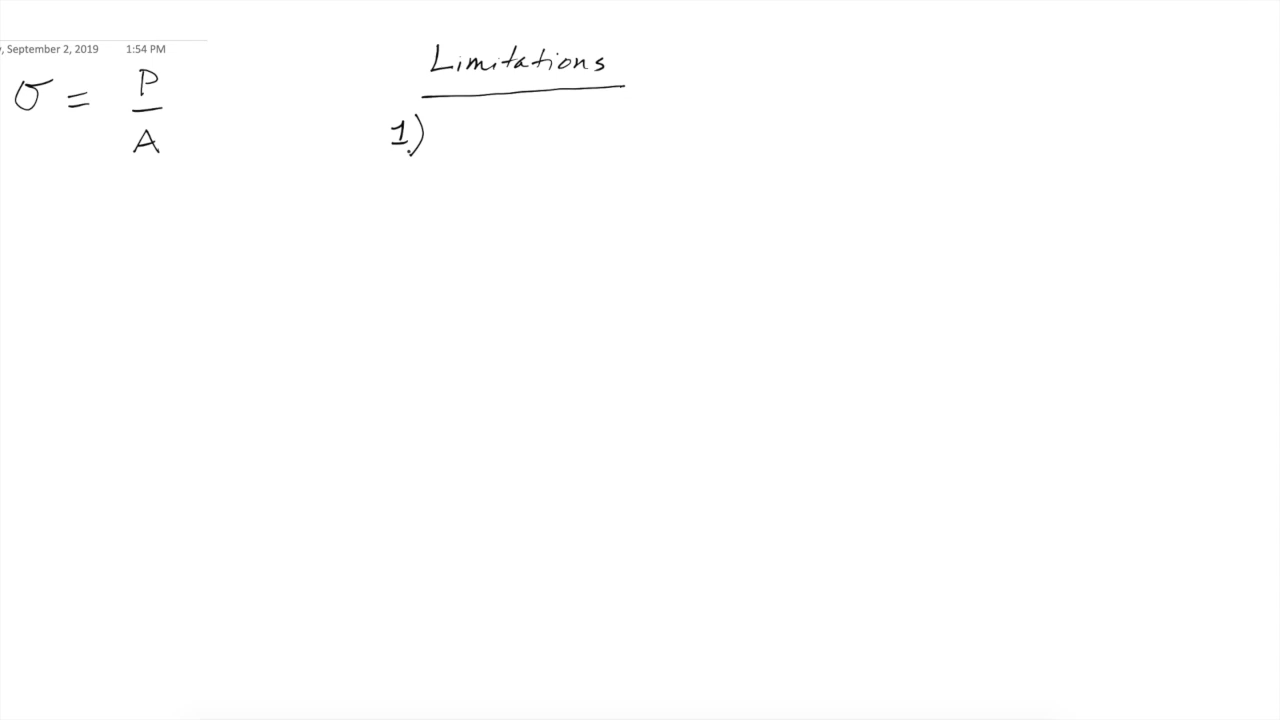 , September 2, 2019 1:54 PM
Limitations
σ = P
A
1.)